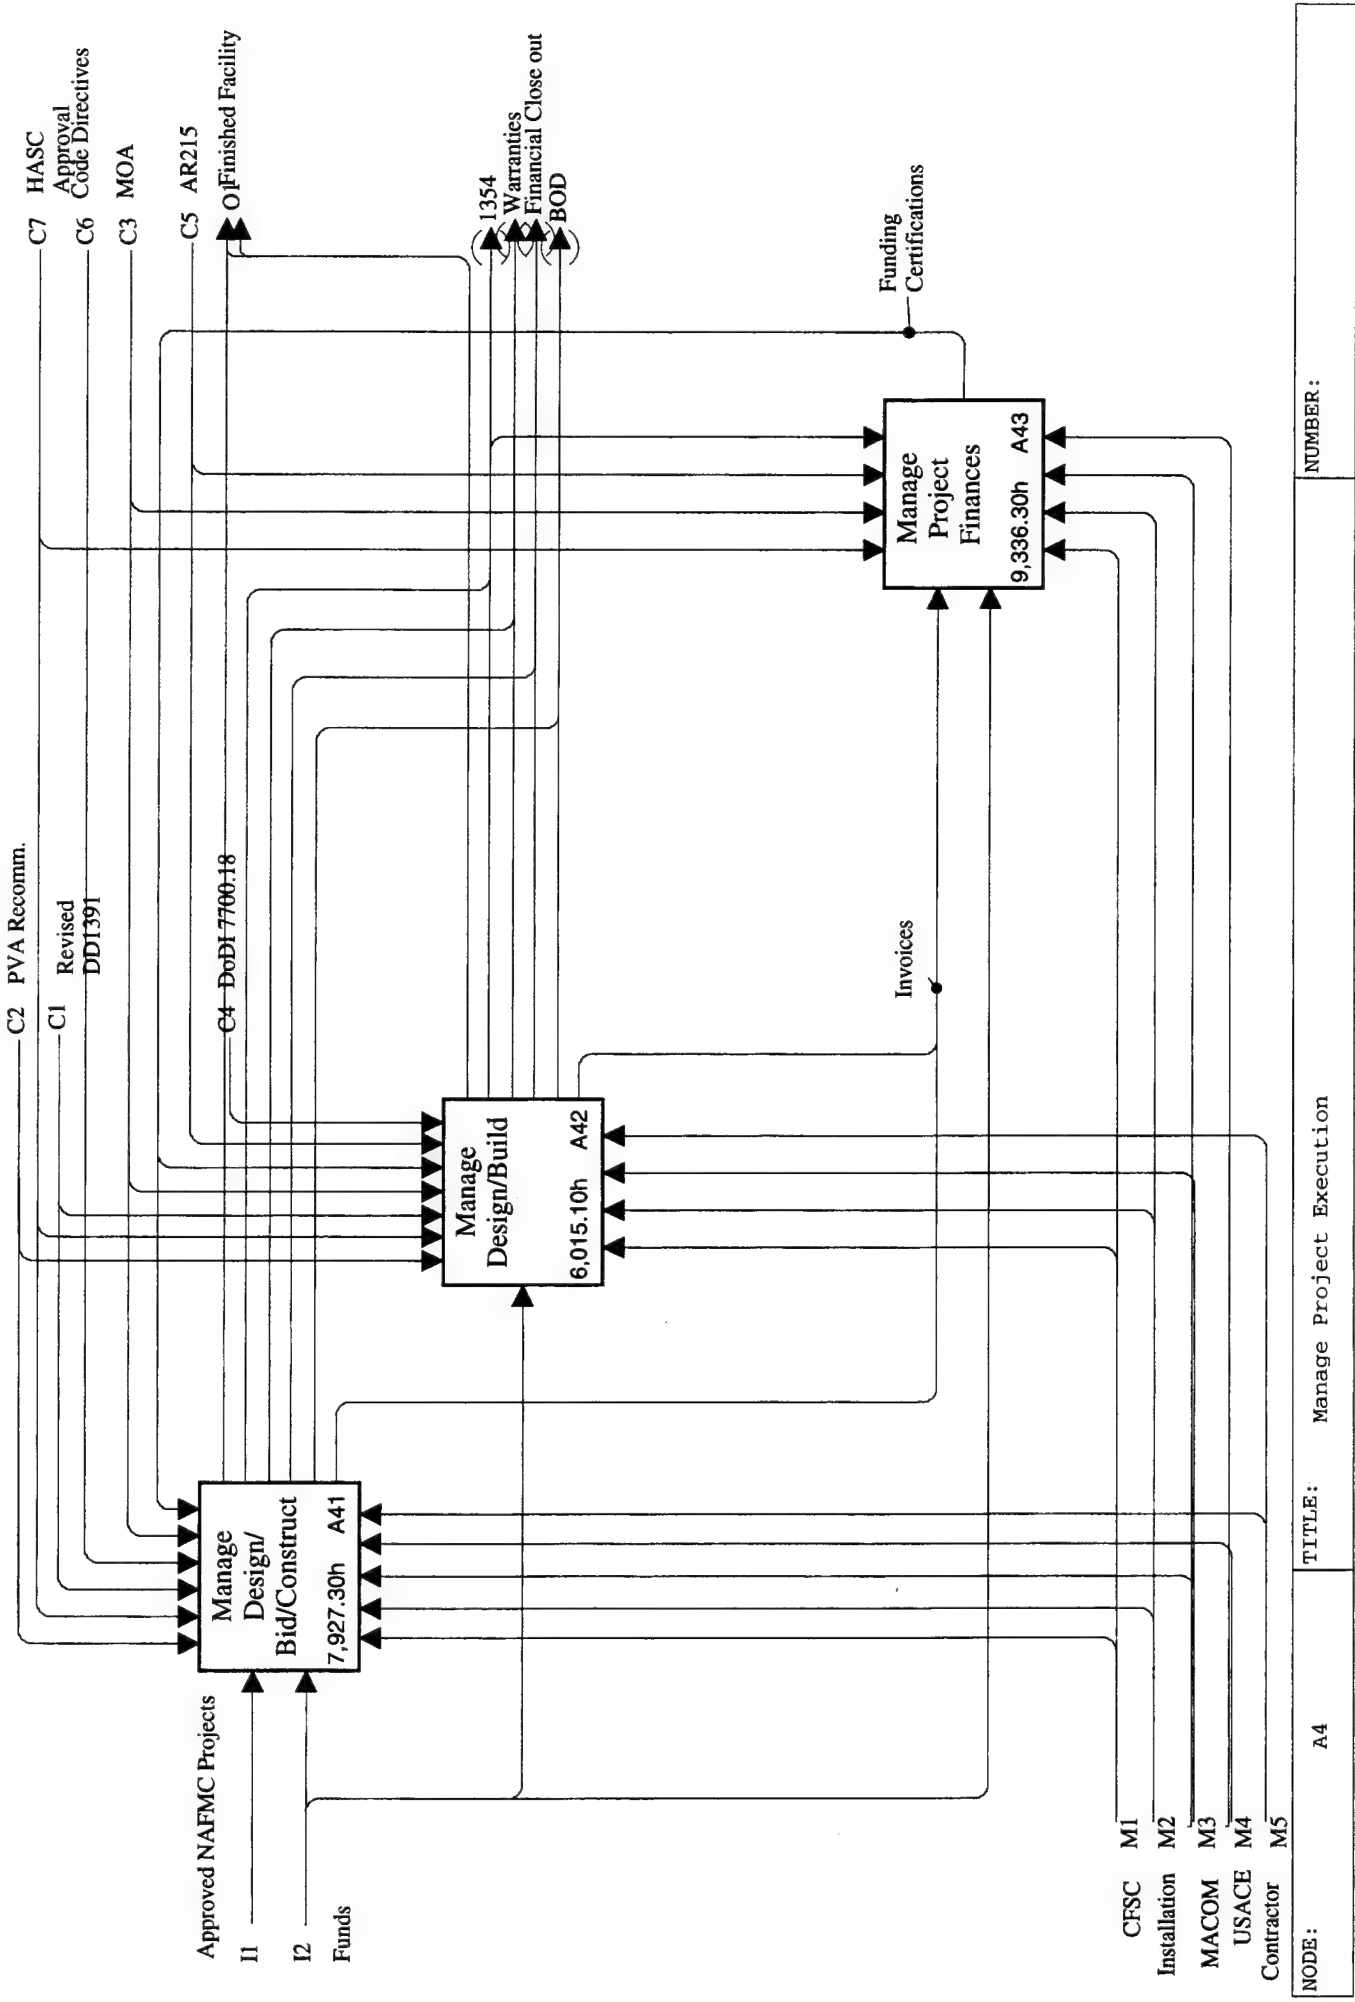 C2 PVA Recomm.
C1 Revised
DD1391
C7 HASC
Approval
C6 Code Directives
C3 MOA
C5 AR215
O1 Finished Facility
C4 DoDI 7700.18
1354
Warranties
Financial Close out
BOD
Approved NAFMC Projects
I1
I2
Funds
Manage
Design/
Bid/Construct
7,927.30h A41
Manage
Design/Build
6,015.10h A42
Manage
Project
Finances
9,336.30h A43
Invoices
Funding
Certifications
CFSC M1
Installation M2
MACOM M3
USACE M4
Contractor M5
NODE: A4
TITLE: Manage Project Execution
NUMBER: